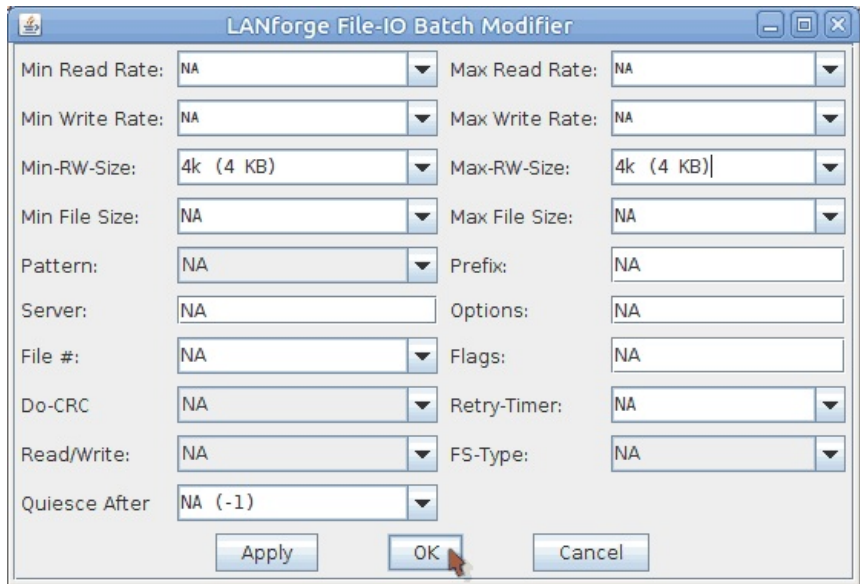 LANforge File-IO Batch Modifier
Min Read Rate: NA Max Read Rate: NA
Min Write Rate: NA Max Write Rate: NA
Min-RW-Size: 4k (4 KB) Max-RW-Size: 4k (4 KB)
Min File Size: NA Max File Size: NA
Pattern: NA Prefix: NA
Server: NA Options: NA
File #: NA Flags: NA
Do-CRC NA Retry-Timer: NA
Read/Write: NA FS-Type: NA
Quiesce After NA (-1)
Apply OK Cancel